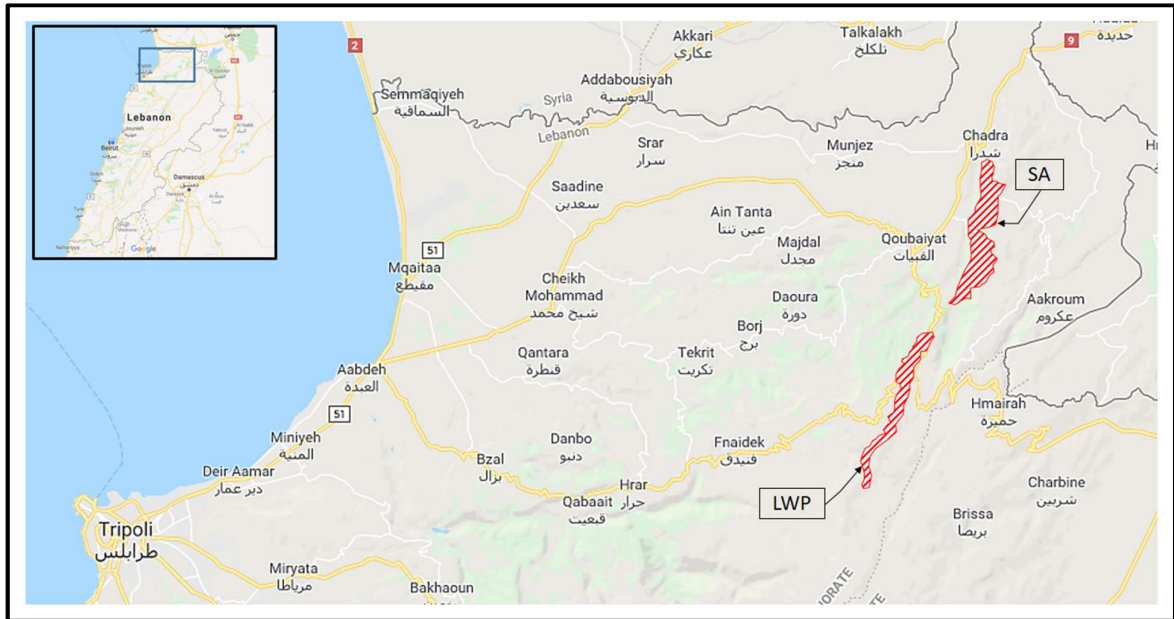 2
Akkari
عكاري
Talkalakh
تلكلخ
9
حديدة
Semmaqiyeh
السماقية
Addabousiyah
الدبوسية
Syria
Lebanon
Srar
سرار
Munjez
منجز
Chadra
شدرا
SA
Saadine
سعدين
Ain Tanta
عين تنتا
Majdal
مجدل
Qoubaiyat
القبيات
51
Mqaitaa
مقيطع
Cheikh
Mohammad
شيخ محمد
Daoura
دورة
Aakroum
عكروم
Borj
برج
Qantara
قنطرة
Tekrit
تكريت
Aabdeh
العبدة
51
Hmairah
حميرة
Miniyeh
المنية
Danbo
دنبو
Fnaidek
فنيدق
Deir Aamar
دير عمار
Bzal
بزال
Hrar
حرار
Qabaait
قبعيت
LWP
Charbine
شربين
Brissa
بريصا
Tripoli
طرابلس
Miryata
مرياطا
Bakhaoun
Lebanon
Beirut
بيروت
Damascus
دمشق
Google